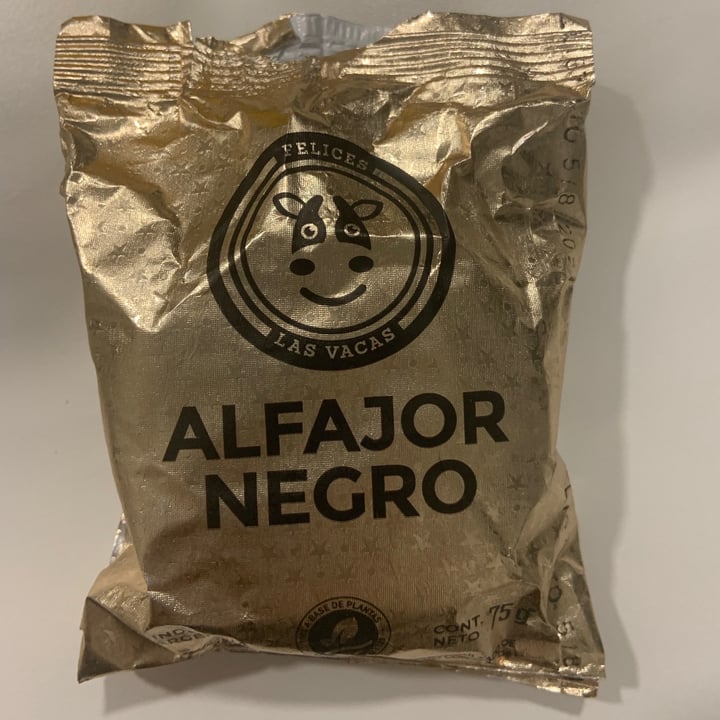 FELICES
LAS VACAS
ALFAJOR
NEGRO
A BASE DE PLANTAS
CONT. 75
NETO